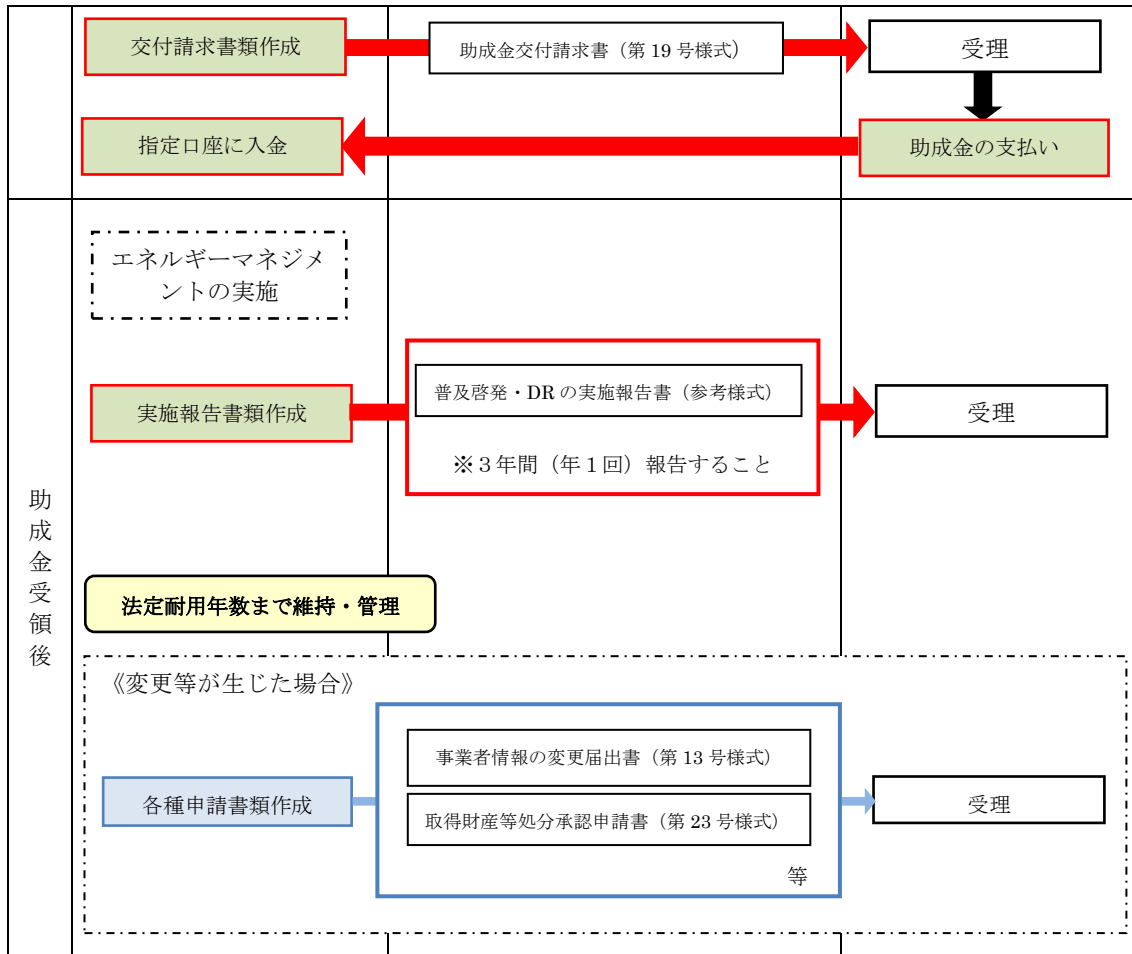 交付請求書類作成
助成金交付請求書（第 19 号様式）
受理
指定口座に入金
助成金の支払い
助成金受領後
エネルギーマネジメ
ントの実施
実施報告書類作成
普及啓発・DR の実施報告書（参考様式）
※３年間（年１回）報告すること
受理
法定耐用年数まで維持・管理
《変更等が生じた場合》
各種申請書類作成
事業者情報の変更届出書（第 13 号様式）
取得財産等処分承認申請書（第 23 号様式）
等
受理